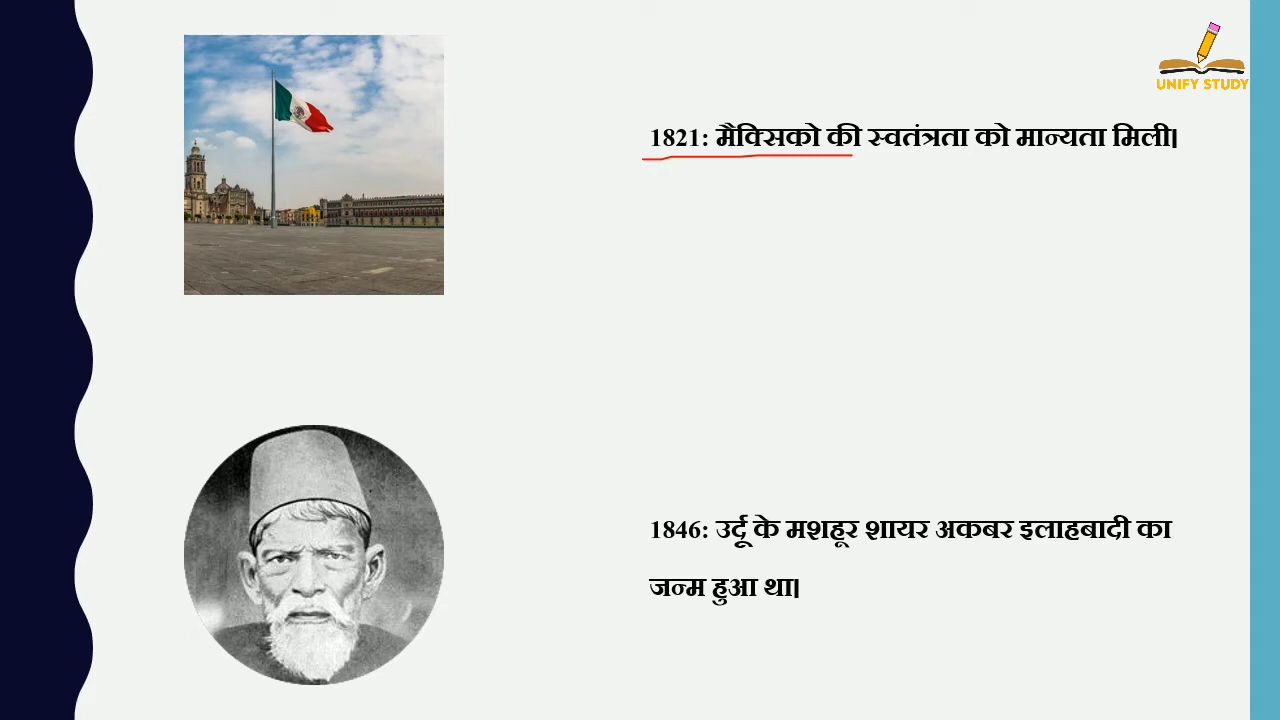 UNIFY STUDY
1821: मैक्सिको की स्वतंत्रता को मान्यता मिली।
1846: उर्दू के मशहूर शायर अकबर इलाहबादी का
जन्म हुआ था।